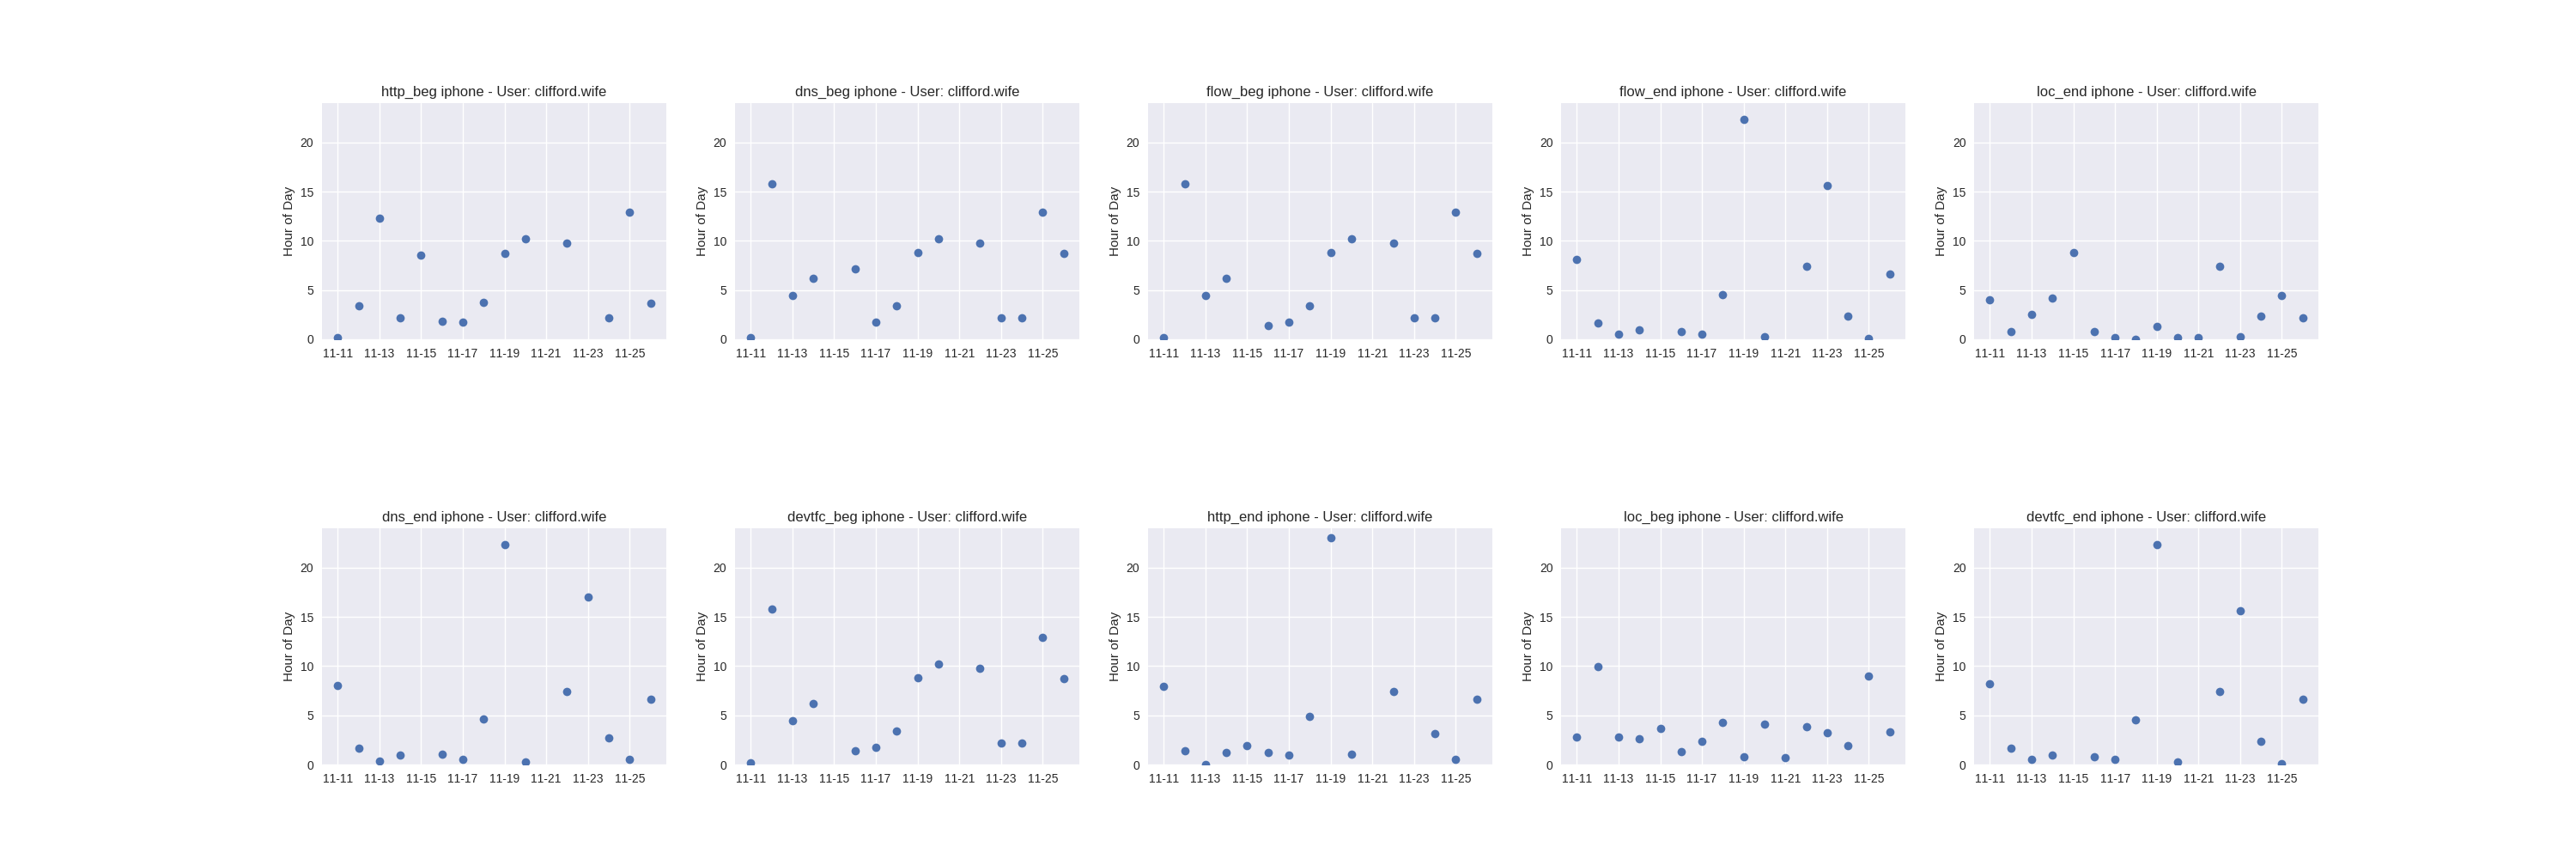 http_beg iphone - User: clifford.wife
Hour of Day
20
15
10
5
0
11-11 11-13 11-15 11-17 11-19 11-21 11-23 11-25
dns_beg iphone - User: clifford.wife
Hour of Day
20
15
10
5
0
11-11 11-13 11-15 11-17 11-19 11-21 11-23 11-25
flow_beg iphone - User: clifford.wife
Hour of Day
20
15
10
5
0
11-11 11-13 11-15 11-17 11-19 11-21 11-23 11-25
flow_end iphone - User: clifford.wife
Hour of Day
20
15
10
5
0
11-11 11-13 11-15 11-17 11-19 11-21 11-23 11-25
loc_end iphone - User: clifford.wife
Hour of Day
20
15
10
5
0
11-11 11-13 11-15 11-17 11-19 11-21 11-23 11-25
dns_end iphone - User: clifford.wife
Hour of Day
20
15
10
5
0
11-11 11-13 11-15 11-17 11-19 11-21 11-23 11-25
devtfc_beg iphone - User: clifford.wife
Hour of Day
20
15
10
5
0
11-11 11-13 11-15 11-17 11-19 11-21 11-23 11-25
http_end iphone - User: clifford.wife
Hour of Day
20
15
10
5
0
11-11 11-13 11-15 11-17 11-19 11-21 11-23 11-25
loc_beg iphone - User: clifford.wife
Hour of Day
20
15
10
5
0
11-11 11-13 11-15 11-17 11-19 11-21 11-23 11-25
devtfc_end iphone - User: clifford.wife
Hour of Day
20
15
10
5
0
11-11 11-13 11-15 11-17 11-19 11-21 11-23 11-25